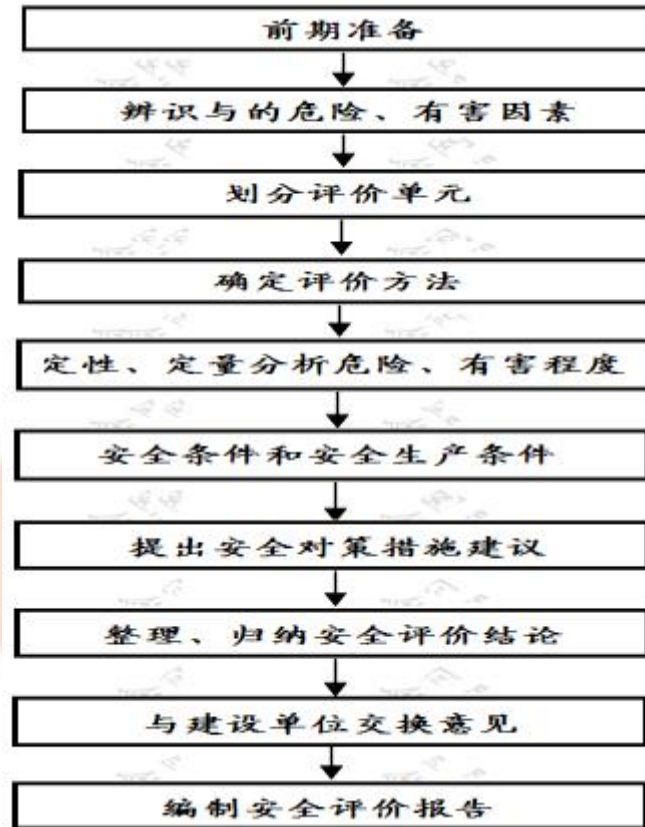 前期准备
辨识与的危险、有害因素
划分评价单元
确定评价方法
定性、定量分析危险、有害程度
安全条件和安全生产条件
提出安全对策措施建议
整理、归纳安全评价结论
与建设单位交换意见
编制安全评价报告